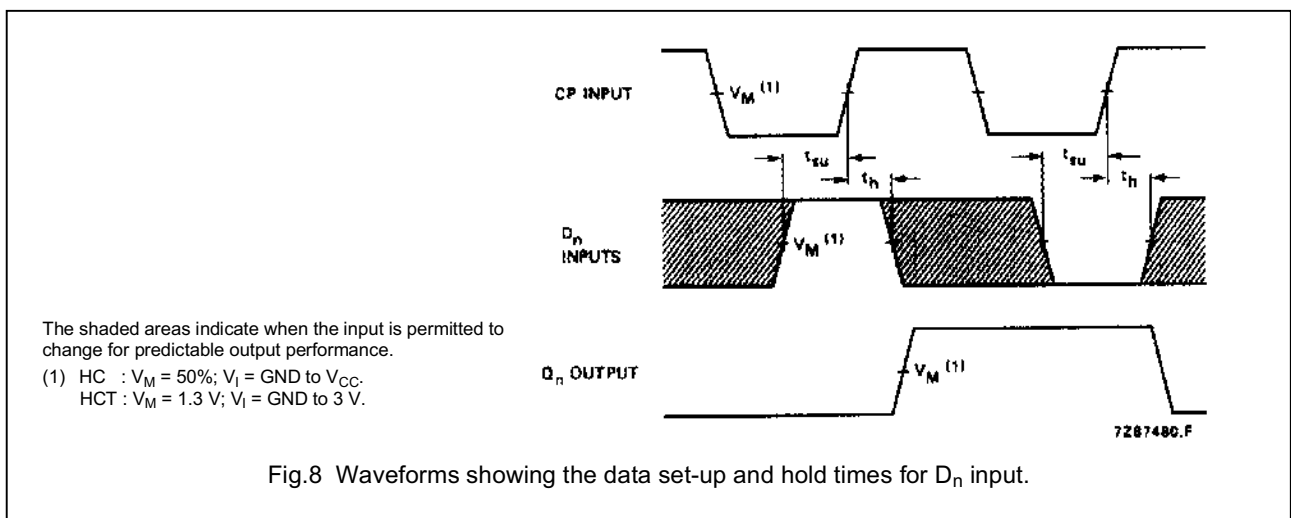 CP INPUT
V_M (1)
t_su
t_su
t_h
t_h
D_n
INPUTS
V_M (1)
The shaded areas indicate when the input is permitted to
change for predictable output performance.
(1) HC : V_M = 50%; V_I = GND to V_CC.
HCT : V_M = 1.3 V; V_I = GND to 3 V.
Q_n OUTPUT
V_M (1)
7Z87480.F
Fig.8 Waveforms showing the data set-up and hold times for D_n input.